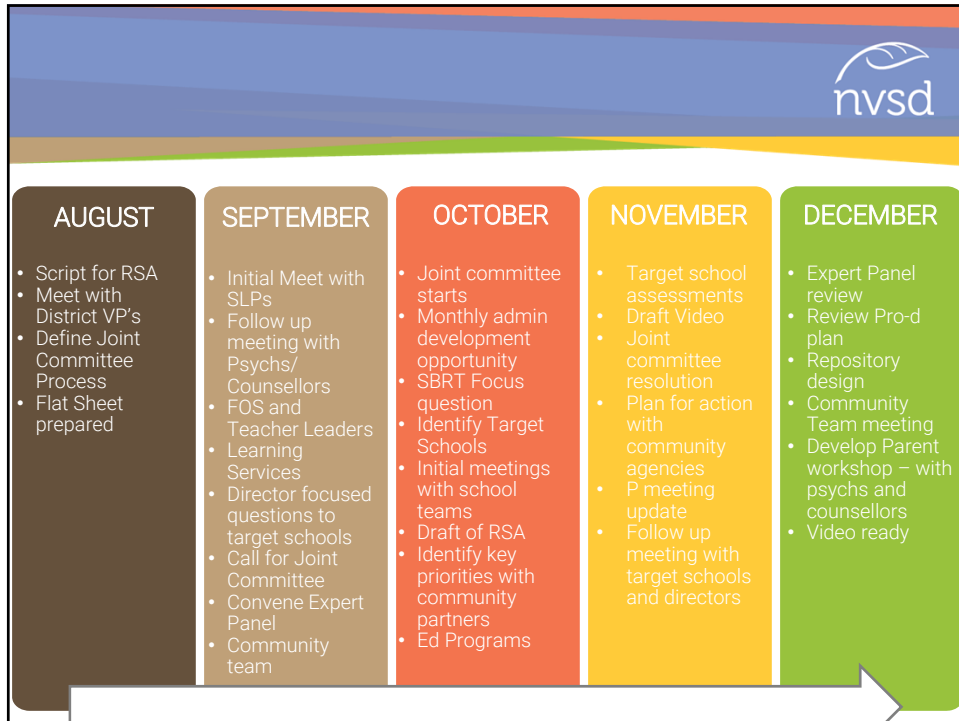 nvsd
AUGUST
• Script for RSA
• Meet with
District VP's
• Define Joint
Committee
Process
• Flat Sheet
prepared
SEPTEMBER
• Initial Meet with
SLPs
• Follow up
meeting with
Psychs/
Counsellors
• FOS and
Teacher Leaders
• Learning
Services
• Director focused
questions to
target schools
• Call for Joint
Committee
• Convene Expert
Panel
• Community
team
OCTOBER
• Joint committee
starts
• Monthly admin
development
opportunity
• SBRT Focus
question
• Identify Target
Schools
• Initial meetings
with school
teams
• Draft of RSA
• Identify key
priorities with
community
partners
• Ed Programs
NOVEMBER
• Target school
assessments
• Draft Video
• Joint
committee
resolution
• Plan for action
with
community
agencies
• P meeting
update
• Follow up
meeting with
target schools
and directors
DECEMBER
• Expert Panel
review
• Review Pro-d
plan
• Repository
design
• Community
Team meeting
• Develop Parent
workshop – with
psychs and
counsellors
• Video ready